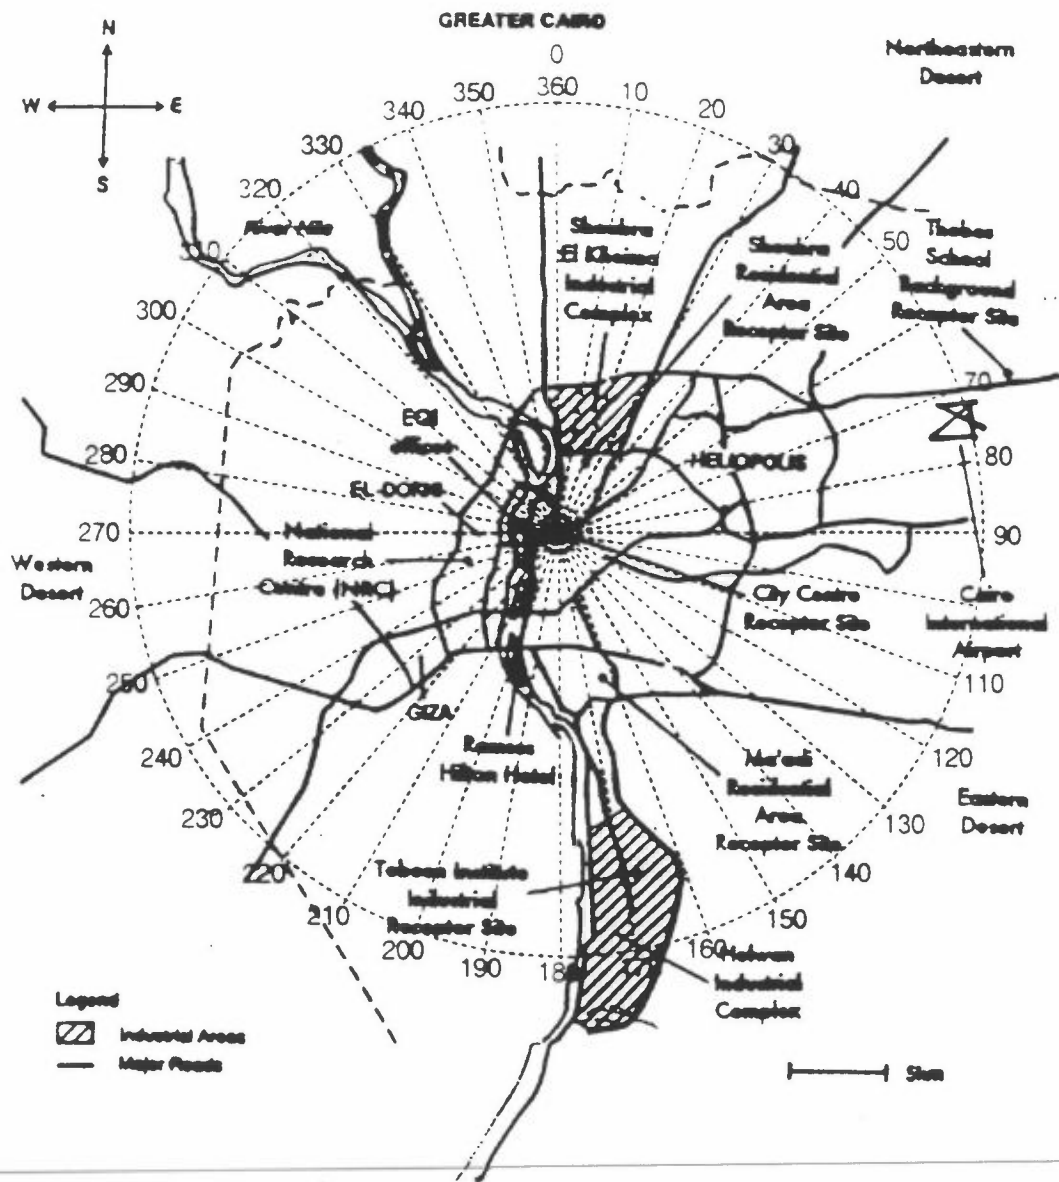 GREATER CAIRO
N
W
E
S
0
360
10
20
30
40
50
70
80
90
110
120
130
140
150
160
180
190
200
210
220
230
240
250
260
270
280
290
300
310
320
330
340
350
Northeastern
Desert
River Nile
Shoubra
El Kheima
Industrial
Complex
Shoubra
Residential
Area
Receptor Site
Thebes
School
Background
Receptor Site
EQI
offices
EL DOKKI
HELIOPOLIS
National
Research
Centre (NRC)
Western
Desert
City Centre
Receptor Site
Cairo
International
Airport
GIZA
Ramses
Hilton Hotel
Ma'adi
Residential
Area
Receptor Site
Eastern
Desert
Tabeen Institute
Industrial
Receptor Site
Helwan
Industrial
Complex
Legend
Industrial Areas
Major Roads
5km